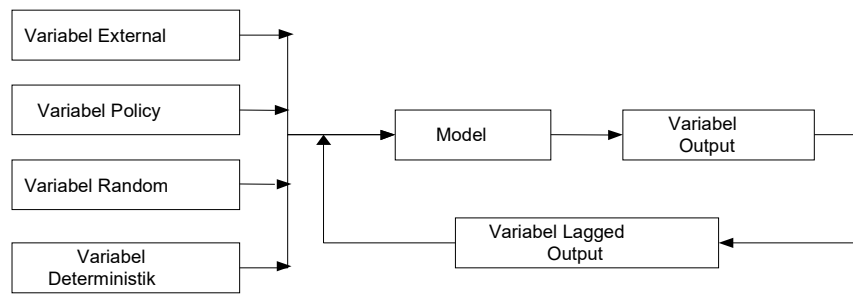 Variabel External
Variabel Policy
Variabel Random
Variabel
Deterministik
Model
Variabel
Output
Variabel Lagged
Output